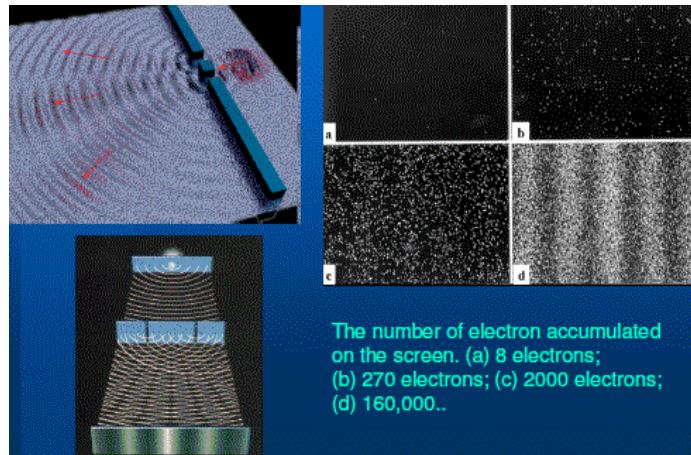 a
b
c
d
The number of electron accumulated
on the screen. (a) 8 electrons;
(b) 270 electrons; (c) 2000 electrons;
(d) 160,000..